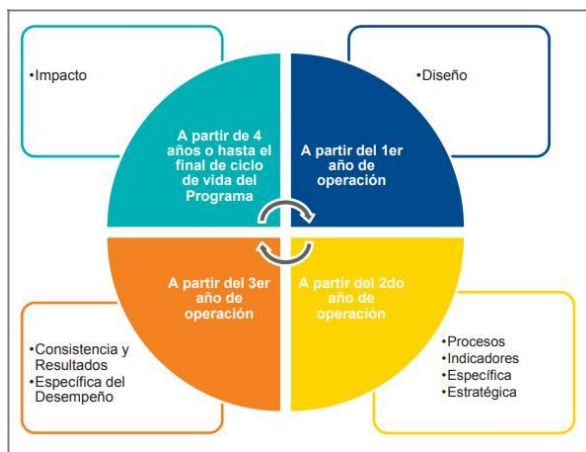 •Impacto
A partir de 4
años o hasta el
final de ciclo
de vida del
Programa
A partir del 1er
año de
operación
•Diseño
A partir del 3er
año de
operación
•Consistencia y
Resultados
•Específica del
Desempeño
A partir del 2do
año de
operación
•Procesos
•Indicadores
•Específica
•Estratégica